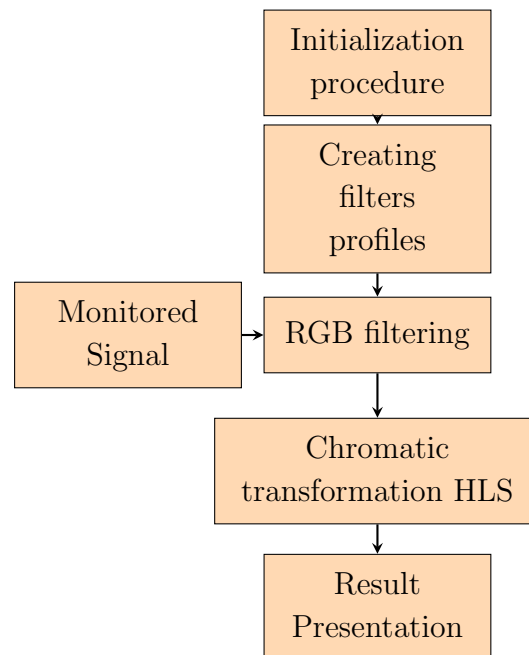 Initialization
procedure
Creating
filters
profiles
Monitored
Signal
RGB filtering
Chromatic
transformation HLS
Result
Presentation